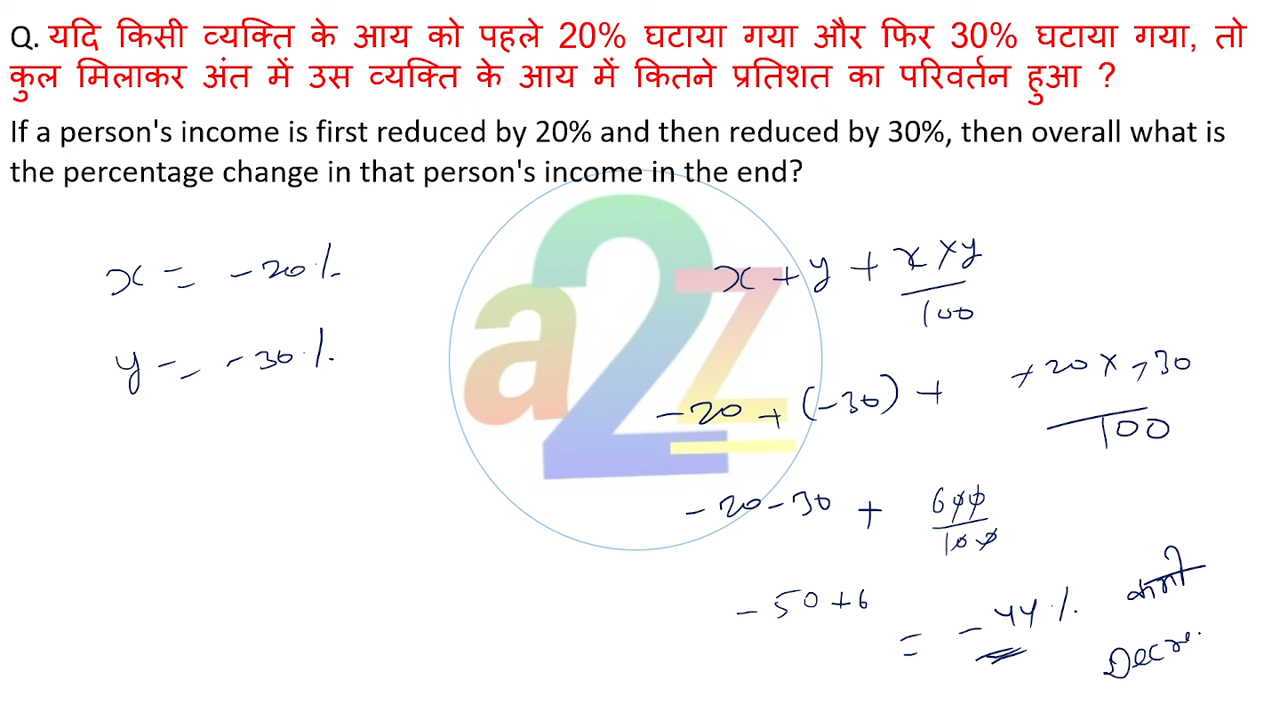 Q. यदि किसी व्यक्ति के आय को पहले 20% घटाया गया और फिर 30% घटाया गया, तो
कुल मिलाकर अंत में उस व्यक्ति के आय में कितने प्रतिशत का परिवर्तन हुआ ?
If a person's income is first reduced by 20% and then reduced by 30%, then overall what is
the percentage change in that person's income in the end?
a2z
x = -20%
y = -30%
x + y + x×y
100
-20 + (-30) + +20 × -30
100
-20-30 + 600
100
-50+6
= -44% कमी
Decre.